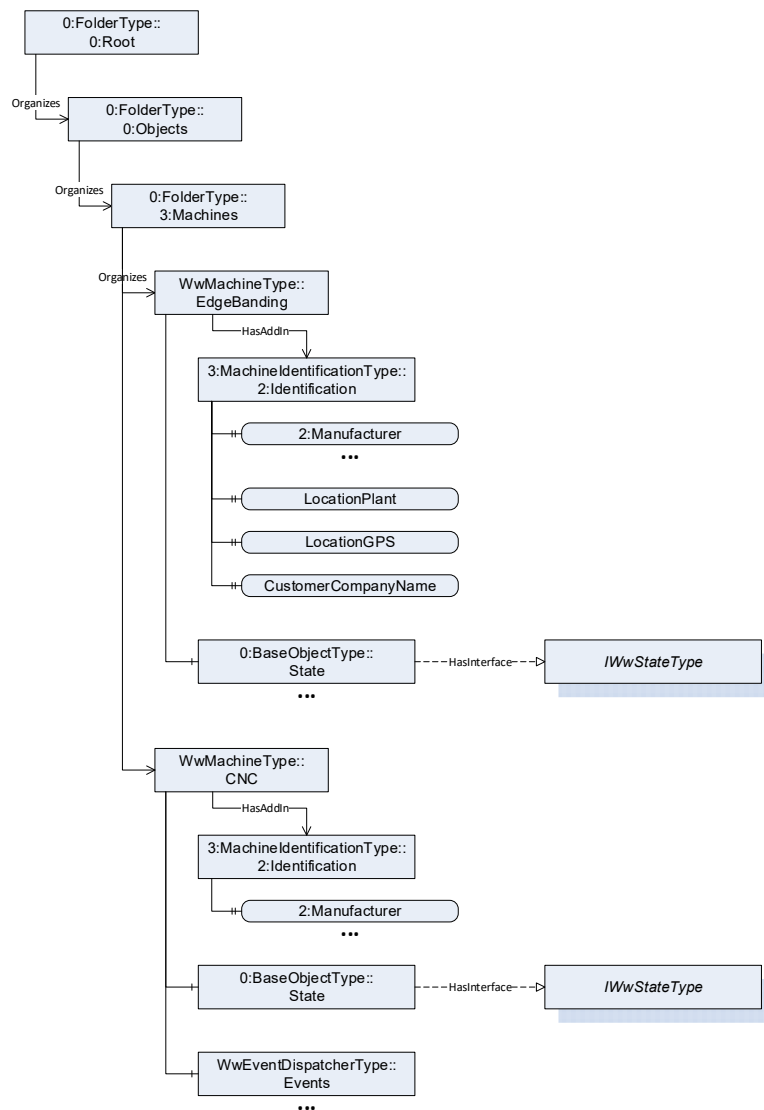 0:FolderType::
0:Root
Organizes
0:FolderType::
0:Objects
Organizes
0:FolderType::
3:Machines
Organizes
WwMachineType::
EdgeBanding
HasAddIn
3:MachineIdentificationType::
2:Identification
2:Manufacturer
...
LocationPlant
LocationGPS
CustomerCompanyName
0:BaseObjectType::
State
HasInterface
IWwStateType
...
WwMachineType::
CNC
HasAddIn
3:MachineIdentificationType::
2:Identification
2:Manufacturer
...
0:BaseObjectType::
State
HasInterface
IWwStateType
WwEventDispatcherType::
Events
...